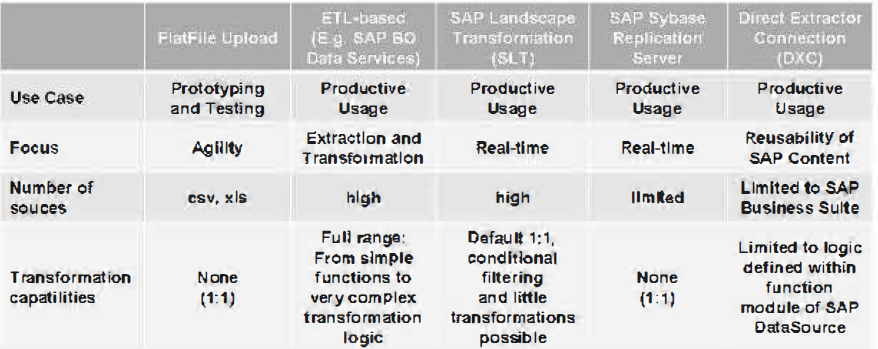 FlatFile Upload
ETL-based
(E.g. SAP BO
Data Services)
SAP Landscape
Transformation
(SLT)
SAP Sybase
Replication
Server
Direct Extractor
Connection
(DXC)
Use Case
Prototyping
and Testing
Productive
Usage
Productive
Usage
Productive
Usage
Productive
Usage
Focus
Agility
Extraction and
Transformation
Real-time
Real-time
Reusability of
SAP Content
Number of
souces
csv, xls
high
high
limited
Limited to SAP
Business Suite
Transformation
capatilities
None
(1:1)
Full range:
From simple
functions to
very complex
transformation
logic
Default 1:1,
conditional
filtering
and little
transformations
possible
None
(1:1)
Limited to logic
defined within
function
module of SAP
DataSource